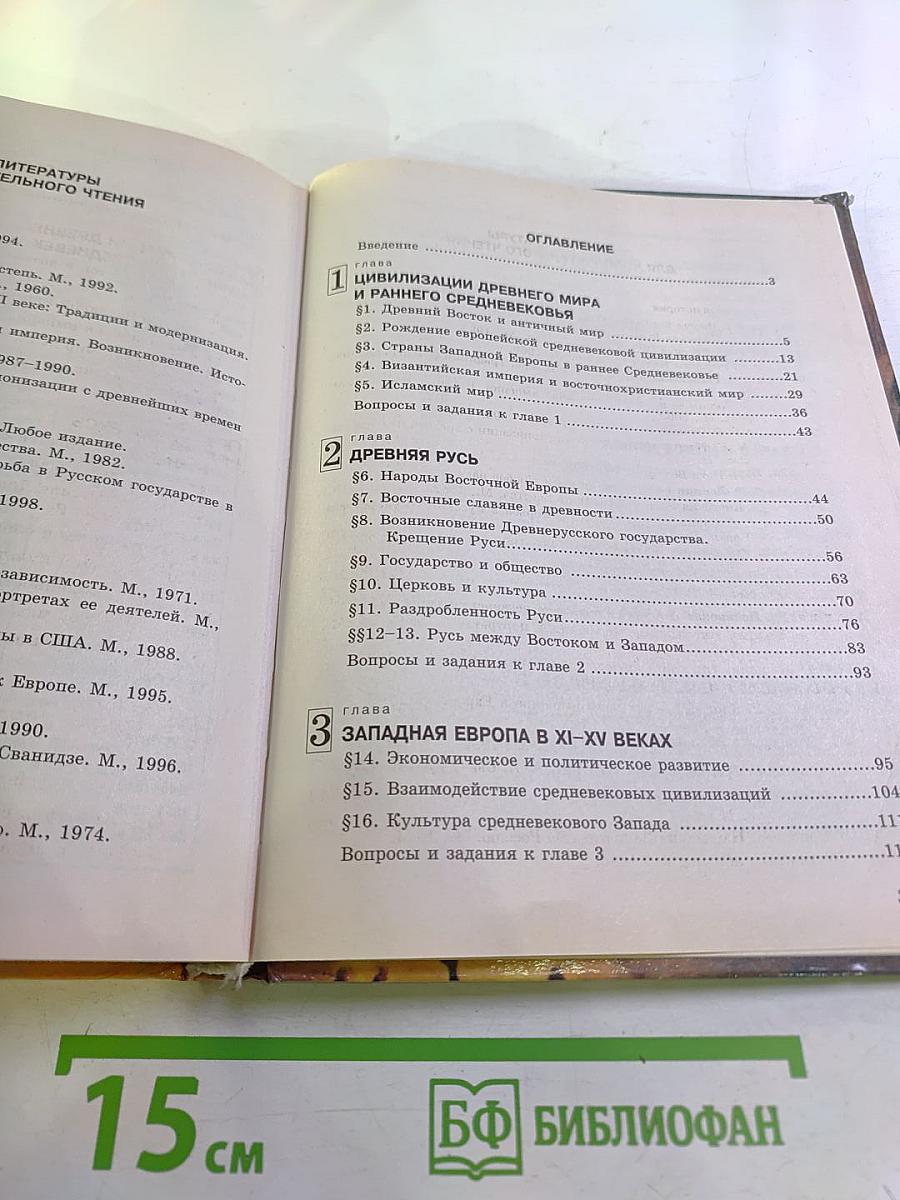 ЛИТЕРАТУРЫ
ТЕЛЬНОГО ЧТЕНИЯ
994.
степь. М., 1992.
., 1960.
веке: Традиции и модернизация.
империя. Возникновение. Исто-
987–1990.
с древнейших времен
Любое издание.
М., 1982.
в Русском государстве в
1998.
М., 1971.
ее деятелей. М.,
в США. М., 1988.
Европе. М., 1995.
1990.
Сванидзе. М., 1996.
М., 1974.
ОГЛАВЛЕНИЕ
Введение ........ 3
глава
1 ЦИВИЛИЗАЦИИ ДРЕВНЕГО МИРА
И РАННЕГО СРЕДНЕВЕКОВЬЯ
§1. Древний Восток и античный мир ........ 5
§2. Рождение европейской средневековой цивилизации ........ 13
§3. Страны Западной Европы в раннее Средневековье ........ 21
§4. Византийская империя и восточнохристианский мир ........ 29
§5. Исламский мир ........ 36
Вопросы и задания к главе 1 ........ 43
глава
2 ДРЕВНЯЯ РУСЬ
§6. Народы Восточной Европы ........ 44
§7. Восточные славяне в древности ........ 50
§8. Возникновение Древнерусского государства.
Крещение Руси ........ 56
§9. Государство и общество ........ 63
§10. Церковь и культура ........ 70
§11. Раздробленность Руси ........ 76
§§12–13. Русь между Востоком и Западом ........ 83
Вопросы и задания к главе 2 ........ 93
глава
3 ЗАПАДНАЯ ЕВРОПА В XI–XV ВЕКАХ
§14. Экономическое и политическое развитие ........ 95
§15. Взаимодействие средневековых цивилизаций ........ 104
§16. Культура средневекового Запада ........ 11
Вопросы и задания к главе 3 ........ 11
15 см
БФ БИБЛИОФАН